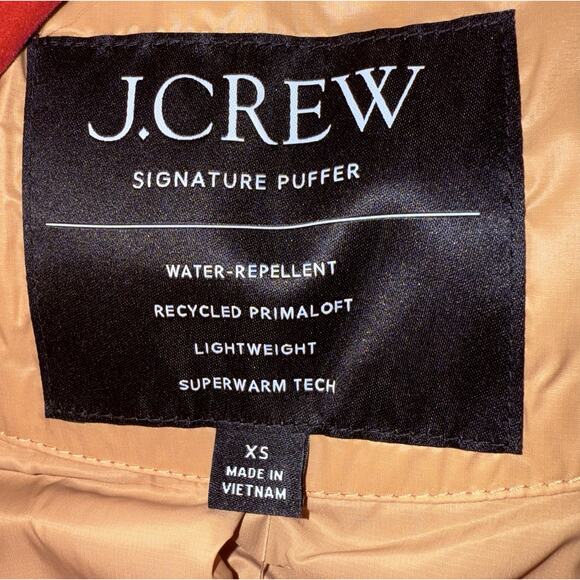 J.CREW
SIGNATURE PUFFER
WATER-REPELLENT
RECYCLED PRIMALOFT
LIGHTWEIGHT
SUPERWARM TECH
XS
MADE IN
VIETNAM